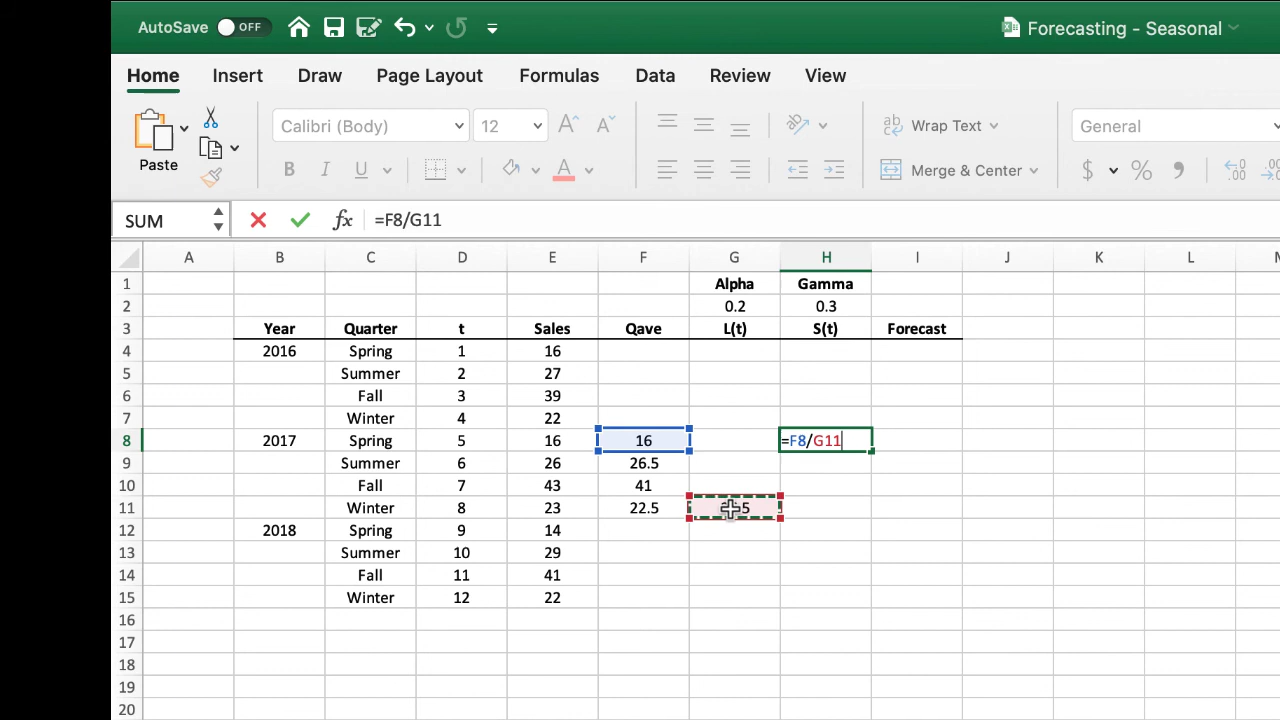 AutoSave OFF Forecasting - Seasonal
Home Insert Draw Page Layout Formulas Data Review View
Paste Calibri (Body) 12 A A ab c Wrap Text General
B I U A Merge & Center $ % 9 .00
SUM fx =F8/G11
A B C D E F G H I J K L
1 Alpha Gamma
2 0.2 0.3
3 Year Quarter t Sales Qave L(t) S(t) Forecast
4 2016 Spring 1 16
5 Summer 2 27
6 Fall 3 39
7 Winter 4 22
8 2017 Spring 5 16 16 =F8/G11
9 Summer 6 26 26.5
10 Fall 7 43 41
11 Winter 8 23 22.5
12 2018 Spring 9 14
13 Summer 10 29
14 Fall 11 41
15 Winter 12 22
16
17
18
19
20